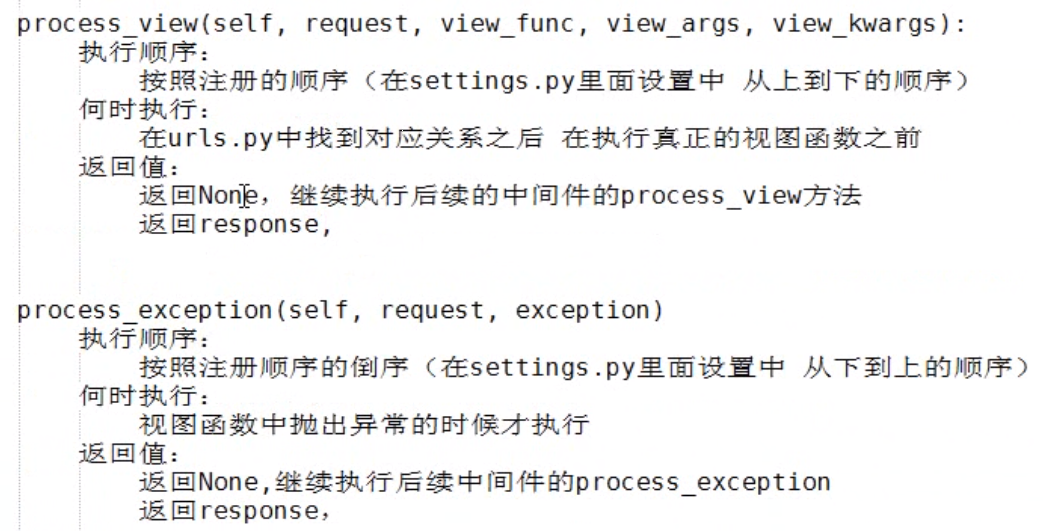 process_view(self, request, view_func, view_args, view_kwargs):
执行顺序：
按照注册的顺序（在settings.py里面设置中 从上到下的顺序）
何时执行：
在urls.py中找到对应关系之后 在执行真正的视图函数之前
返回值：
返回None，继续执行后续的中间件的process_view方法
返回response,
process_exception(self, request, exception)
执行顺序：
按照注册顺序的倒序（在settings.py里面设置中 从下到上的顺序）
何时执行：
视图函数中抛出异常的时候才执行
返回值：
返回None,继续执行后续中间件的process_exception
返回response，